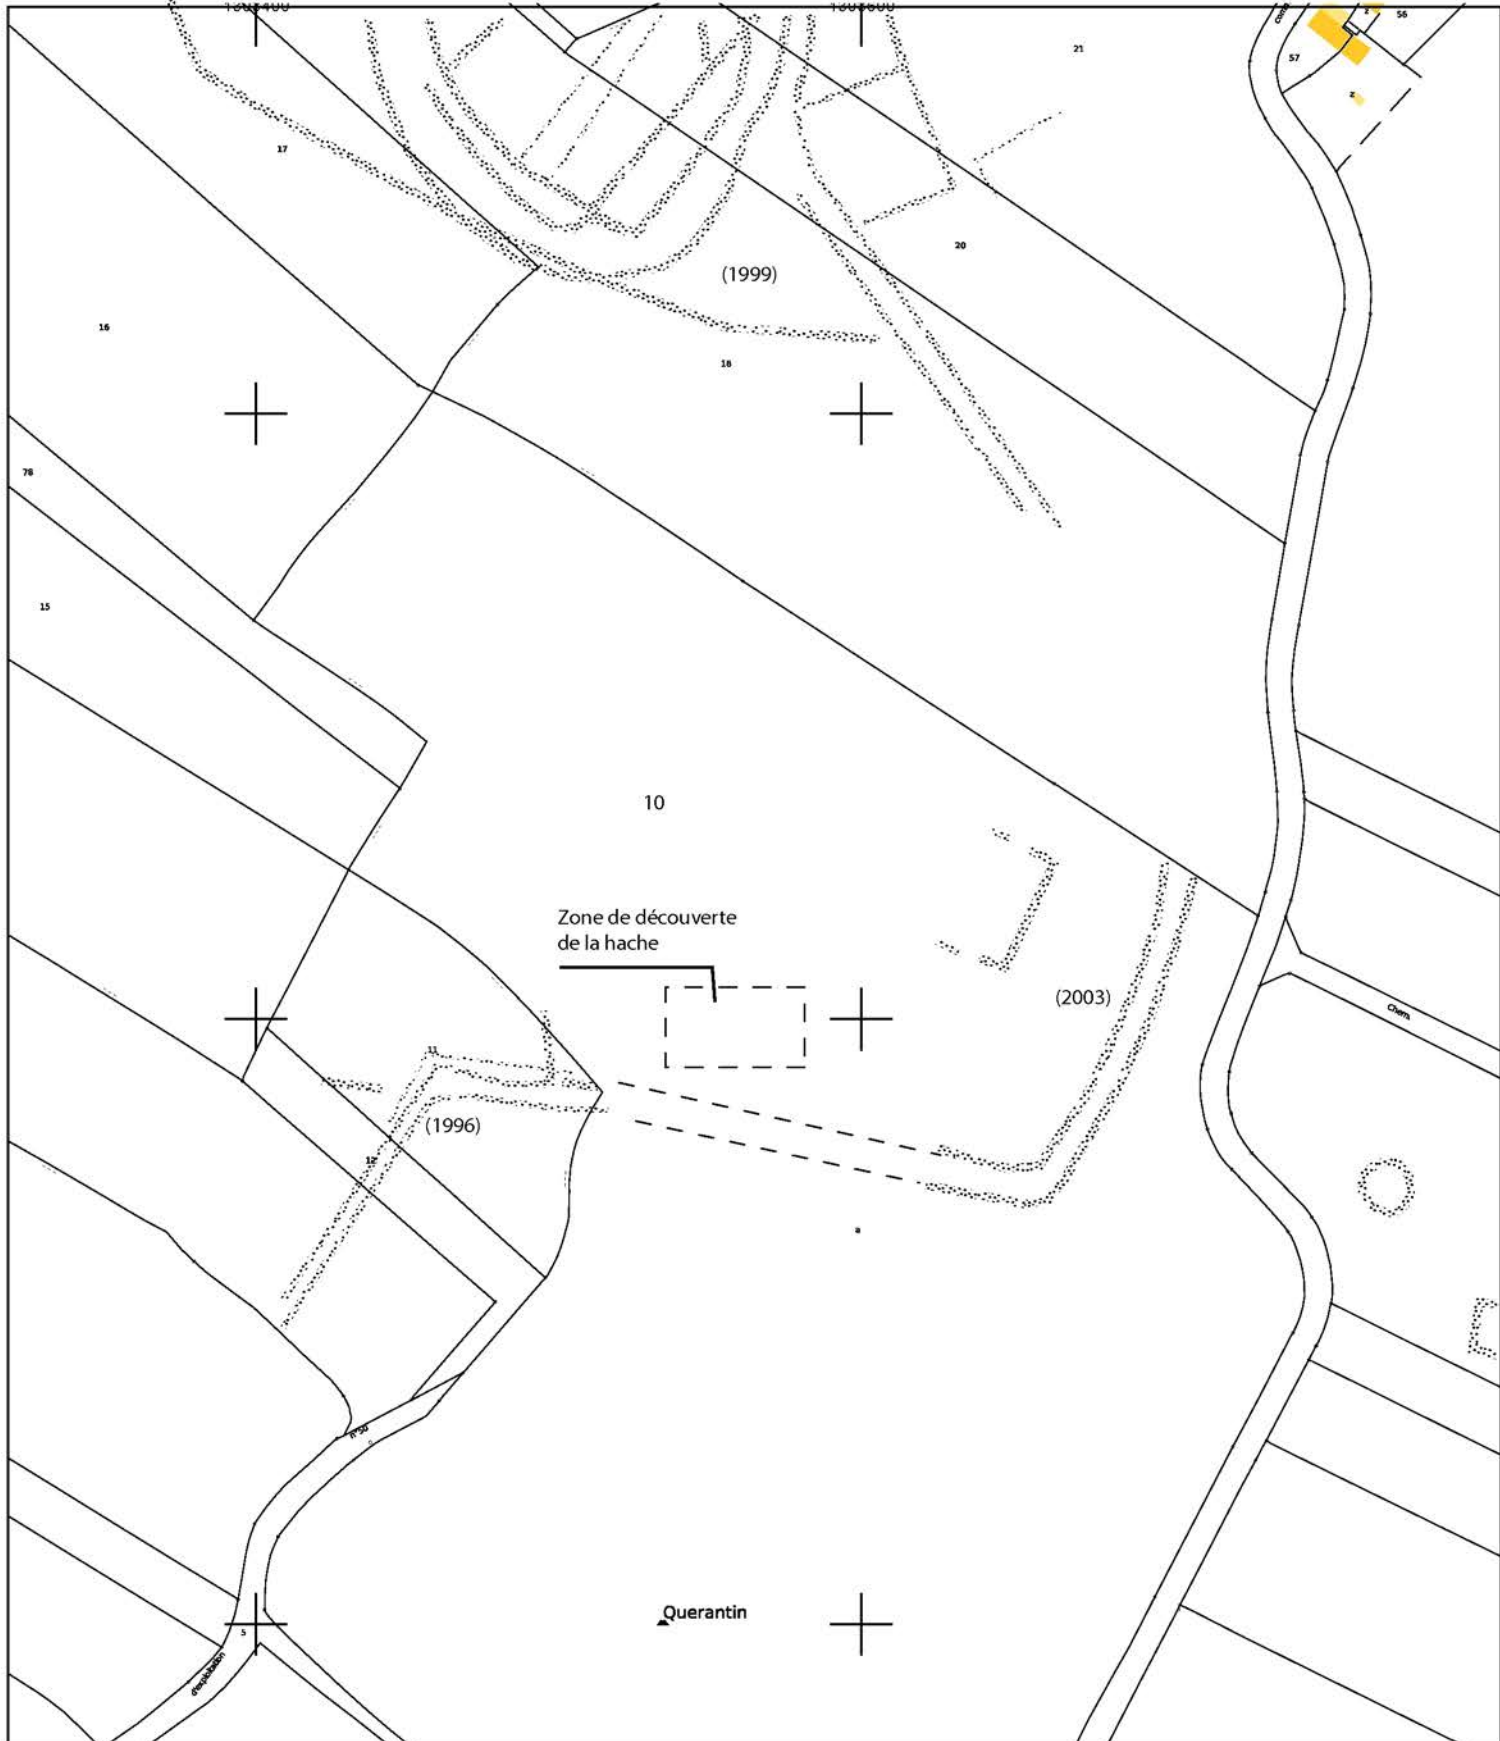 56
21
57
z
z
17
20
(1999)
16
18
78
15
10
Zone de découverte
de la hache
(2003)
Chem.
11
(1996)
12
8
n°50
Querantin
5
d'exploitation